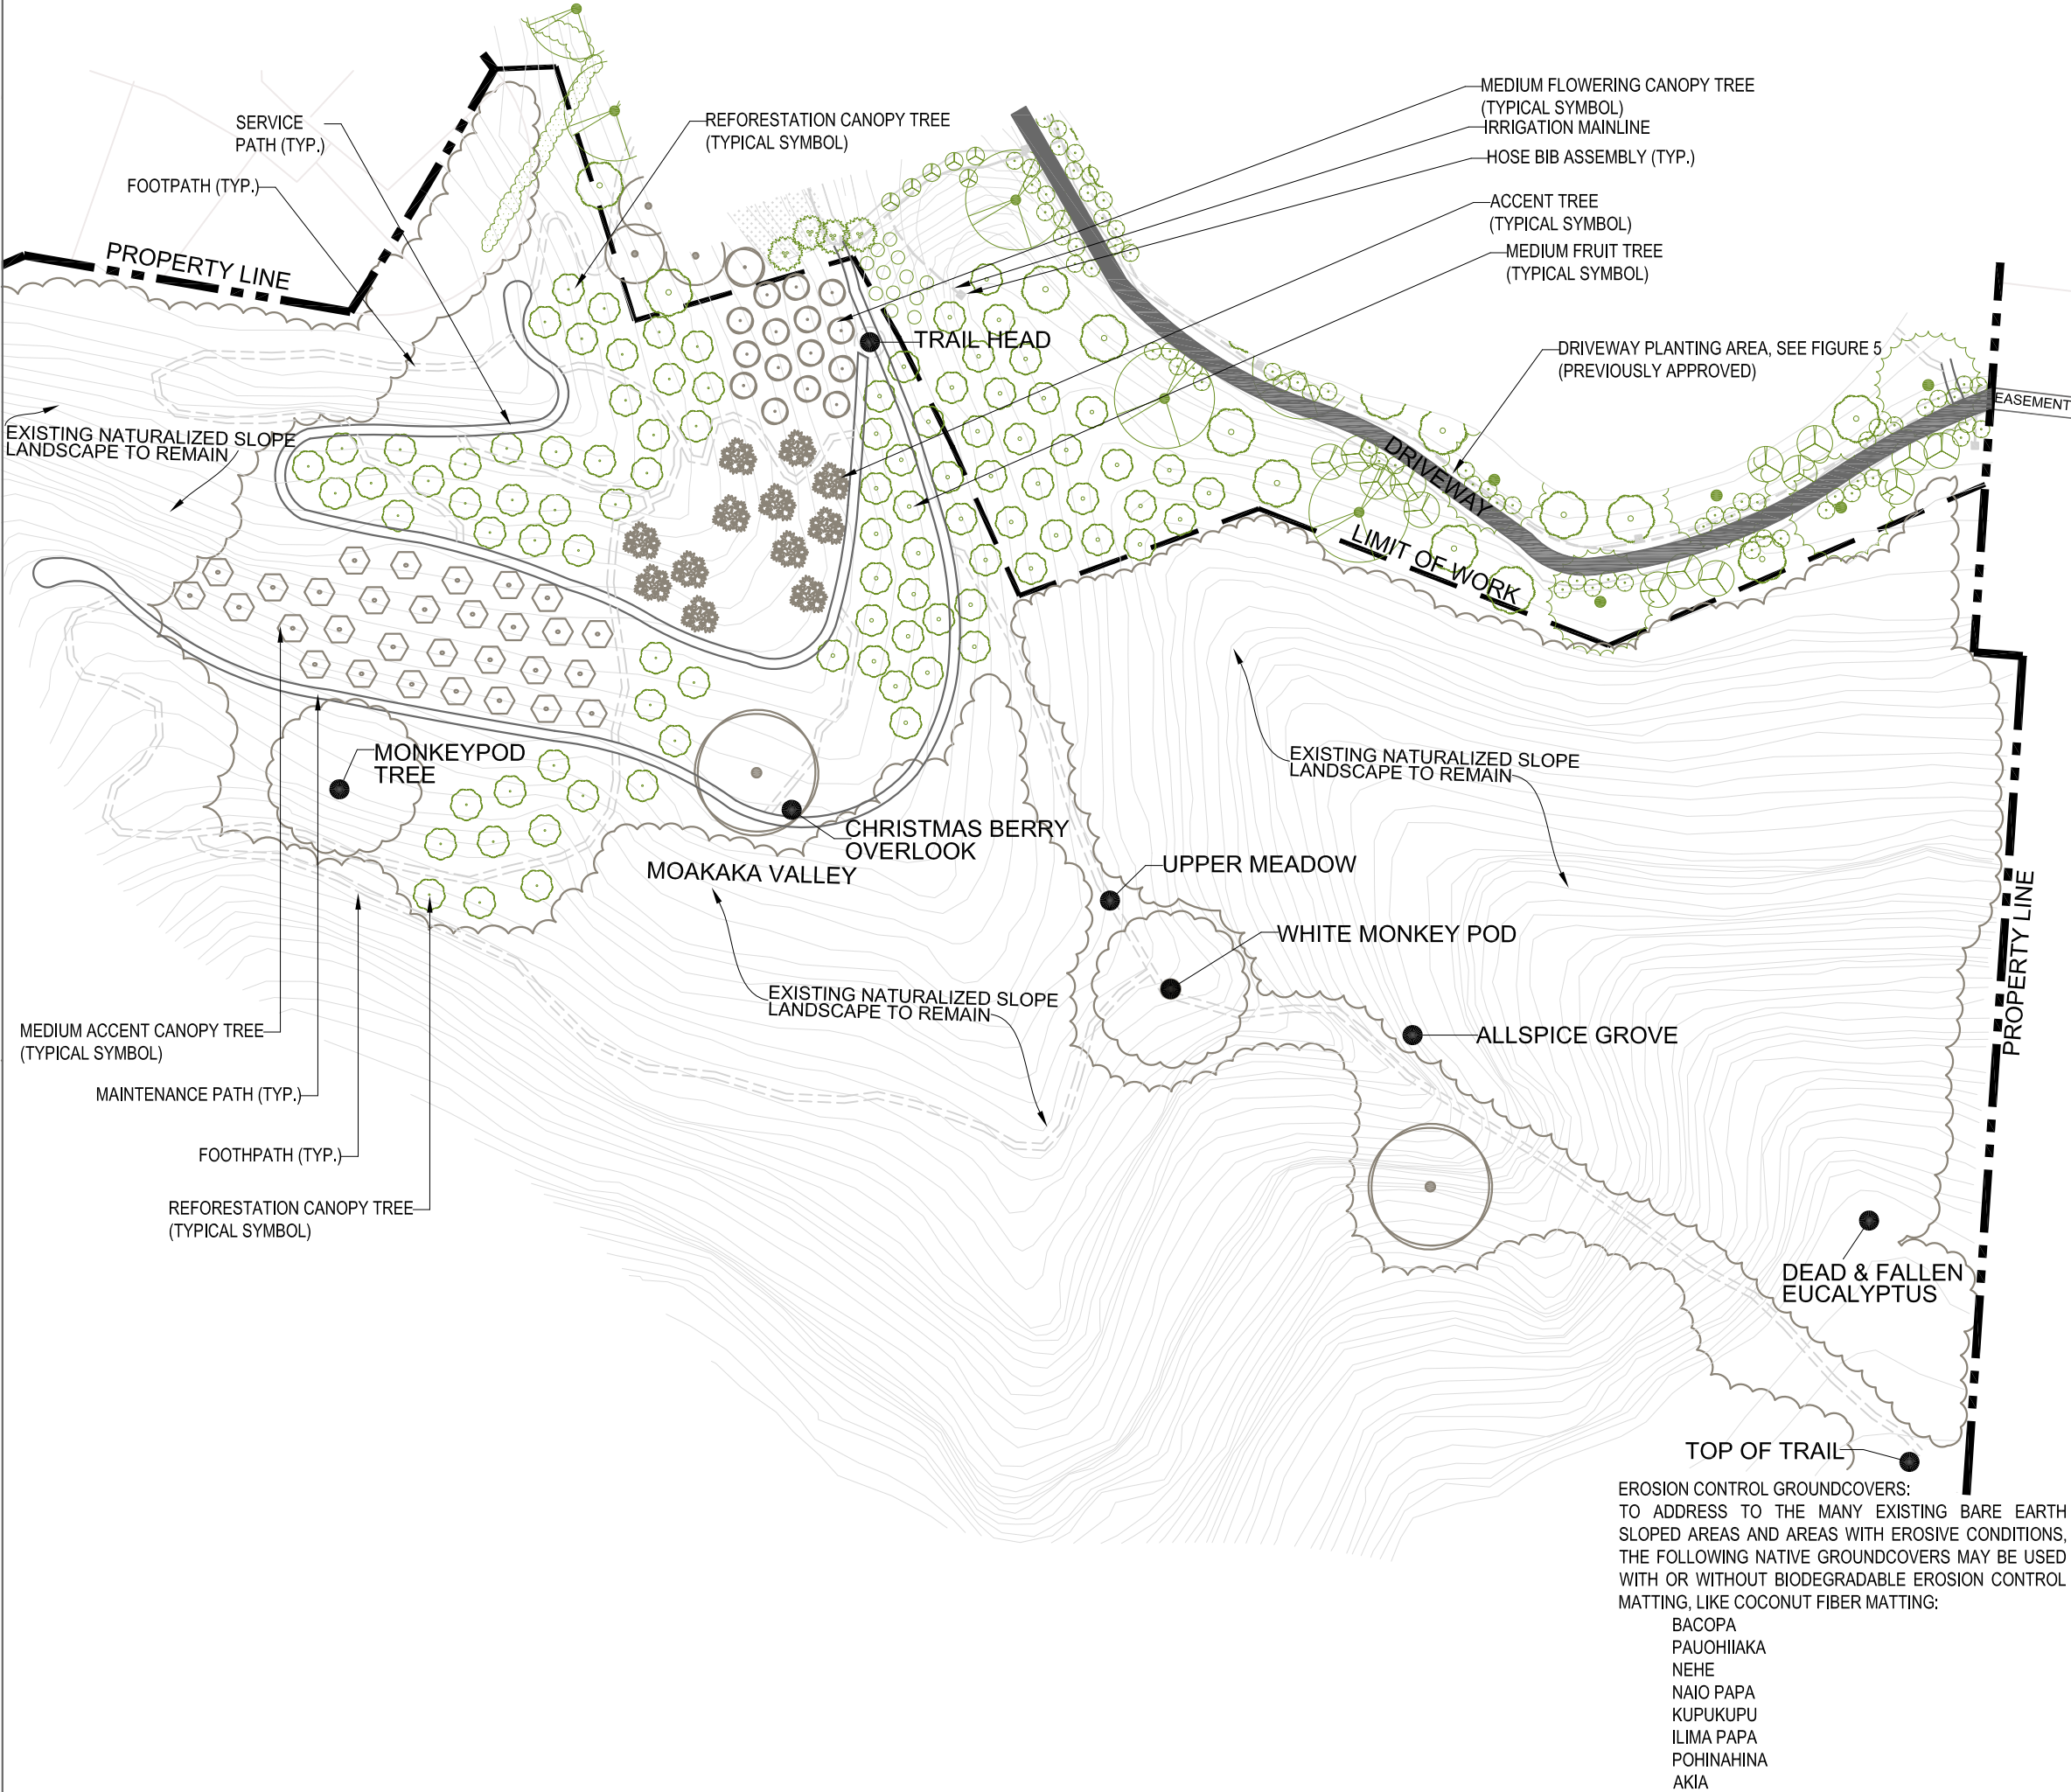 MEDIUM FLOWERING CANOPY TREE
(TYPICAL SYMBOL)
IRRIGATION MAINLINE
HOSE BIB ASSEMBLY (TYP.)
ACCENT TREE
(TYPICAL SYMBOL)
MEDIUM FRUIT TREE
(TYPICAL SYMBOL)
SERVICE
PATH (TYP.)
REFORESTATION CANOPY TREE
(TYPICAL SYMBOL)
FOOTPATH (TYP.)
PROPERTY LINE
TRAIL HEAD
DRIVEWAY PLANTING AREA, SEE FIGURE 5
(PREVIOUSLY APPROVED)
EASEMENT
EXISTING NATURALIZED SLOPE
LANDSCAPE TO REMAIN
DRIVEWAY
LIMIT OF WORK
MONKEYPOD
TREE
EXISTING NATURALIZED SLOPE
LANDSCAPE TO REMAIN
CHRISTMAS BERRY
OVERLOOK
MOAKAKA VALLEY
UPPER MEADOW
WHITE MONKEY POD
PROPERTY LINE
EXISTING NATURALIZED SLOPE
LANDSCAPE TO REMAIN
ALLSPICE GROVE
MEDIUM ACCENT CANOPY TREE
(TYPICAL SYMBOL)
MAINTENANCE PATH (TYP.)
FOOTHPATH (TYP.)
REFORESTATION CANOPY TREE
(TYPICAL SYMBOL)
DEAD & FALLEN
EUCALYPTUS
TOP OF TRAIL
EROSION CONTROL GROUNDCOVERS:
TO ADDRESS TO THE MANY EXISTING BARE EARTH
SLOPED AREAS AND AREAS WITH EROSIVE CONDITIONS,
THE FOLLOWING NATIVE GROUNDCOVERS MAY BE USED
WITH OR WITHOUT BIODEGRADABLE EROSION CONTROL
MATTING, LIKE COCONUT FIBER MATTING:
BACOPA
PAUOHIIAKA
NEHE
NAIO PAPA
KUPUKUPU
ILIMA PAPA
POHINAHINA
AKIA